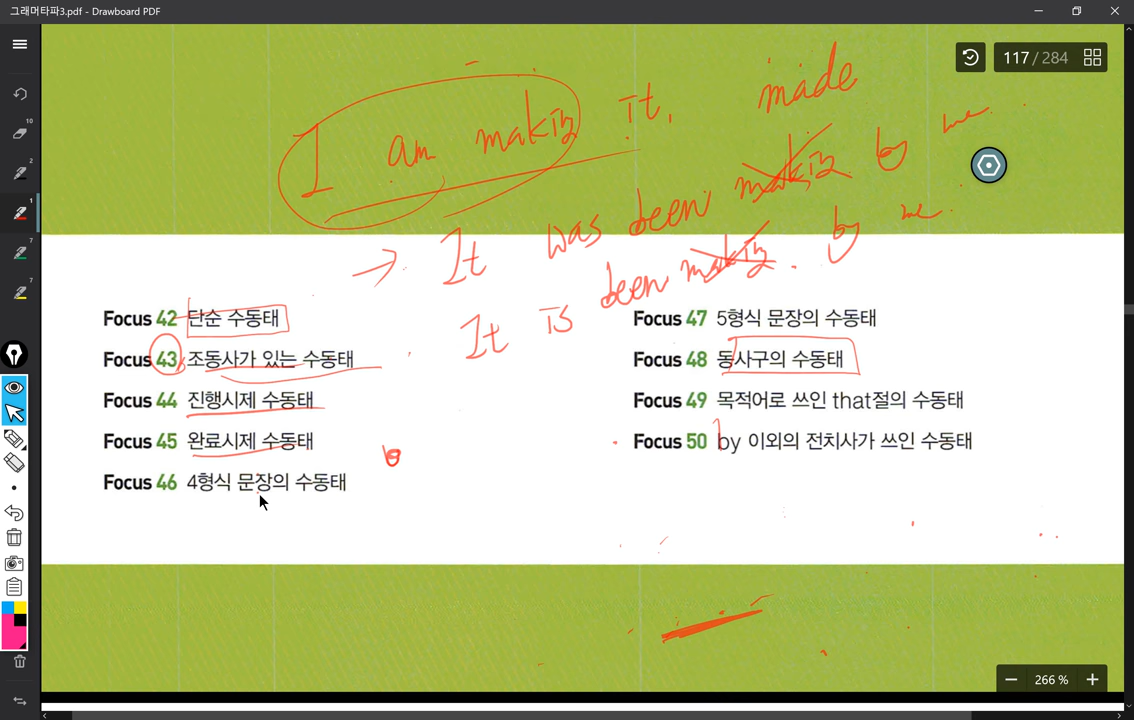 그래머타파3.pdf - Drawboard PDF
117 / 284
I am making it. made
→ It was been making by me.
It is been making. by me.
Focus 42 단순 수동태
Focus 43 조동사가 있는 수동태
Focus 44 진행시제 수동태
Focus 45 완료시제 수동태
Focus 46 4형식 문장의 수동태
Focus 47 5형식 문장의 수동태
Focus 48 동사구의 수동태
Focus 49 목적어로 쓰인 that절의 수동태
Focus 50 by 이외의 전치사가 쓰인 수동태
10
2
1
7
7
266 %